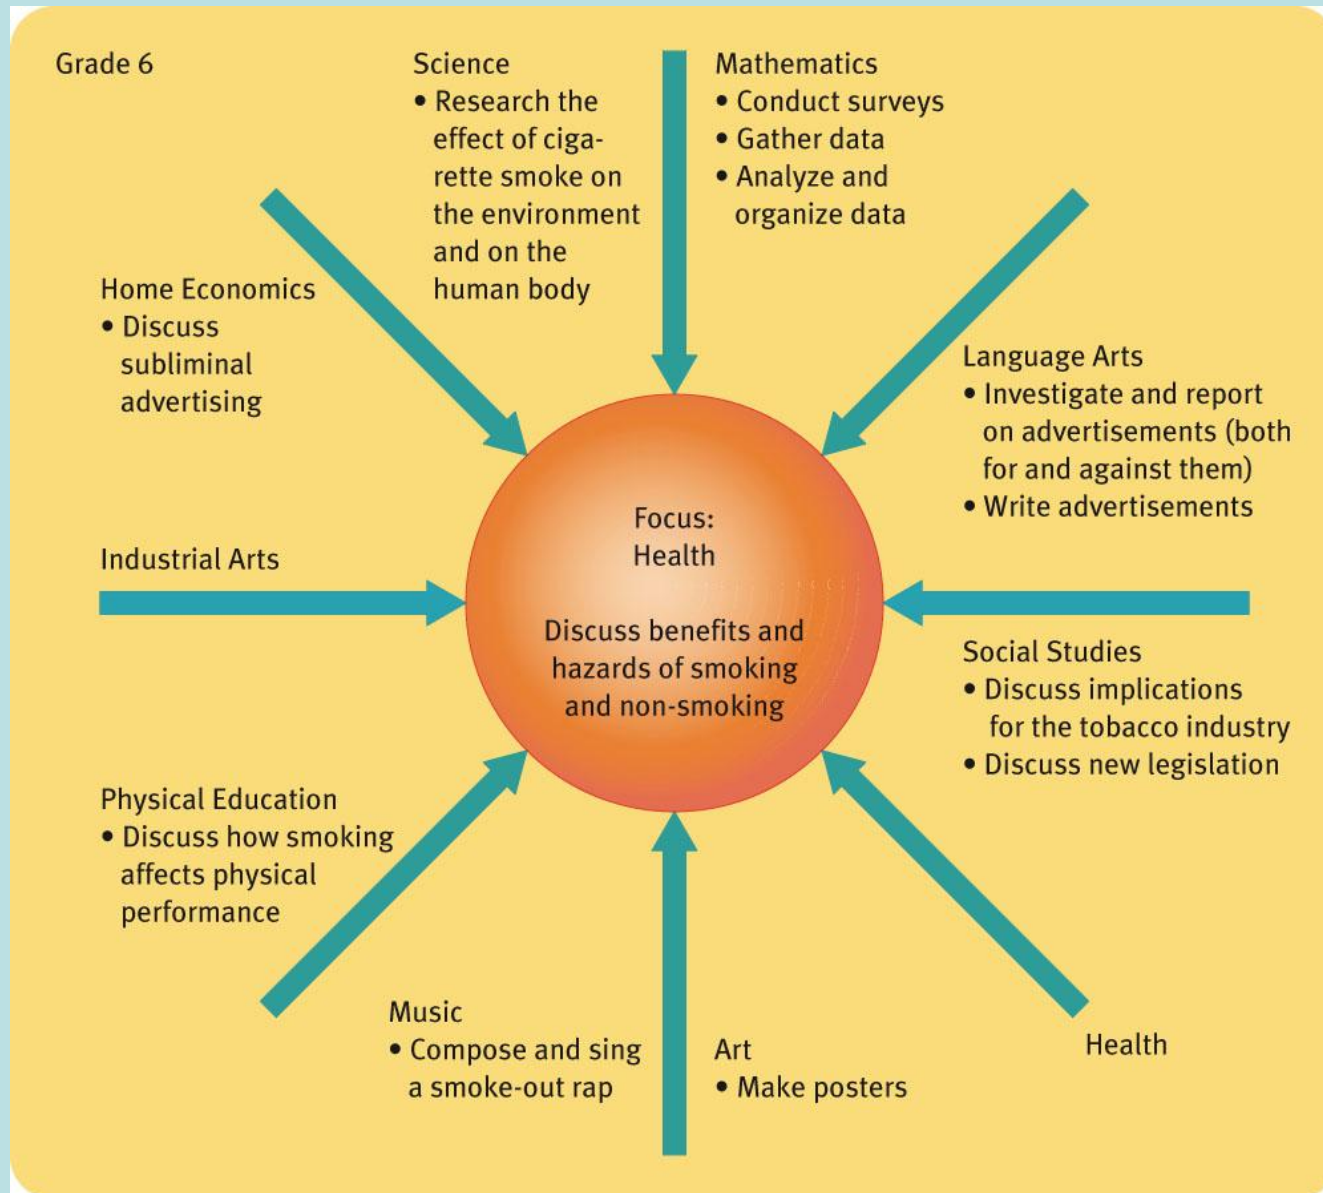 Grade 6
Science
• Research the
effect of ciga-
rette smoke on
the environment
and on the
human body
Mathematics
• Conduct surveys
• Gather data
• Analyze and
organize data
Home Economics
• Discuss
subliminal
advertising
Language Arts
• Investigate and report
on advertisements (both
for and against them)
• Write advertisements
Focus:
Health
Discuss benefits and
hazards of smoking
and non-smoking
Industrial Arts
Social Studies
• Discuss implications
for the tobacco industry
• Discuss new legislation
Physical Education
• Discuss how smoking
affects physical
performance
Music
• Compose and sing
a smoke-out rap
Art
• Make posters
Health